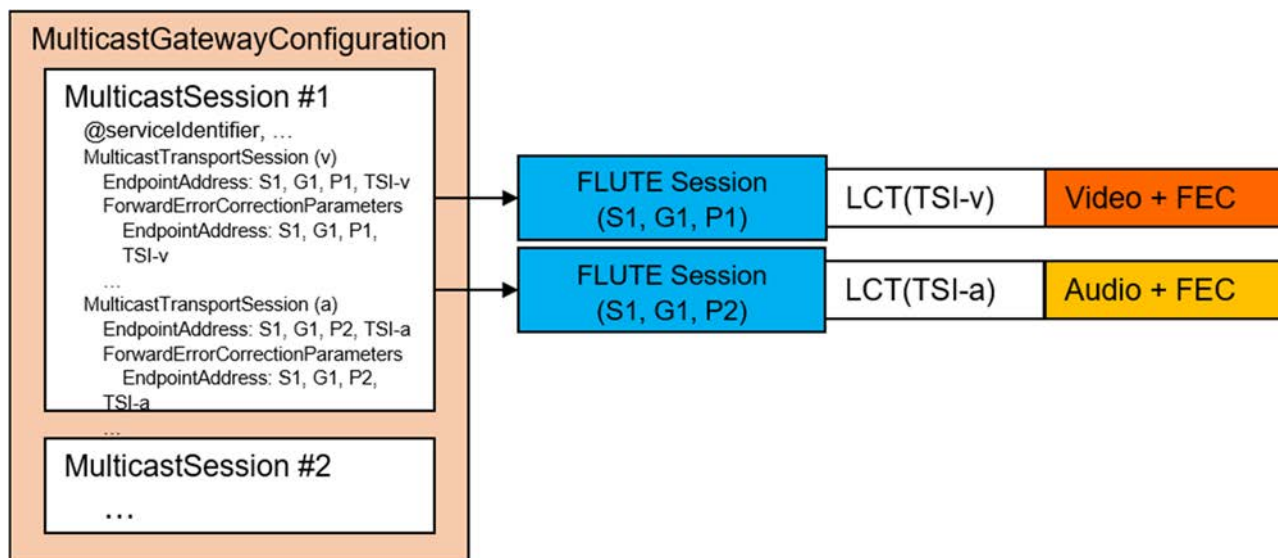 MulticastGatewayConfiguration
MulticastSession #1
@serviceIdentifier, …
MulticastTransportSession (v)
EndpointAddress: S1, G1, P1, TSI-v
ForwardErrorCorrectionParameters
EndpointAddress: S1, G1, P1,
TSI-v
…
MulticastTransportSession (a)
EndpointAddress: S1, G1, P2, TSI-a
ForwardErrorCorrectionParameters
EndpointAddress: S1, G1, P2,
TSI-a
…
MulticastSession #2
…
FLUTE Session
(S1, G1, P1)
LCT(TSI-v)
Video + FEC
FLUTE Session
(S1, G1, P2)
LCT(TSI-a)
Audio + FEC